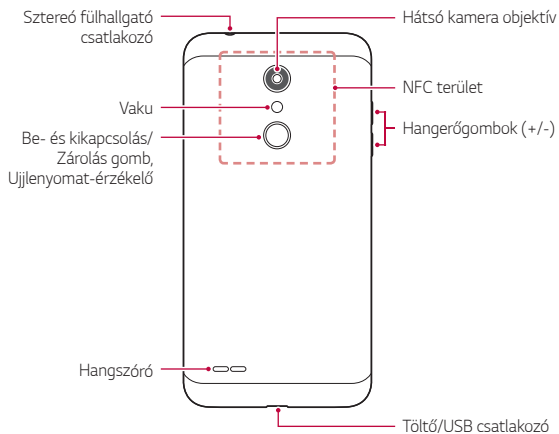 Sztereó fülhallgató
csatlakozó
Vaku
Be- és kikapcsolás/
Zárolás gomb,
Ujjlenyomat-érzékelő
Hangszóró
Hátsó kamera objektív
NFC terület
Hangerőgombok (+/-)
Töltő/USB csatlakozó